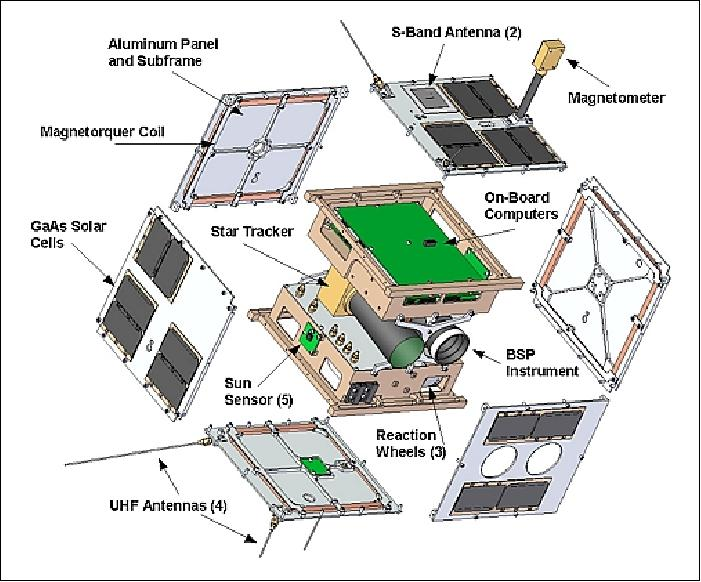 S-Band Antenna (2)
Aluminum Panel
and Subframe
Magnetometer
Magnetorquer Coil
On-Board
Computers
GaAs Solar
Cells
Star Tracker
BSP
Instrument
Sun
Sensor (5)
Reaction
Wheels (3)
UHF Antennas (4)